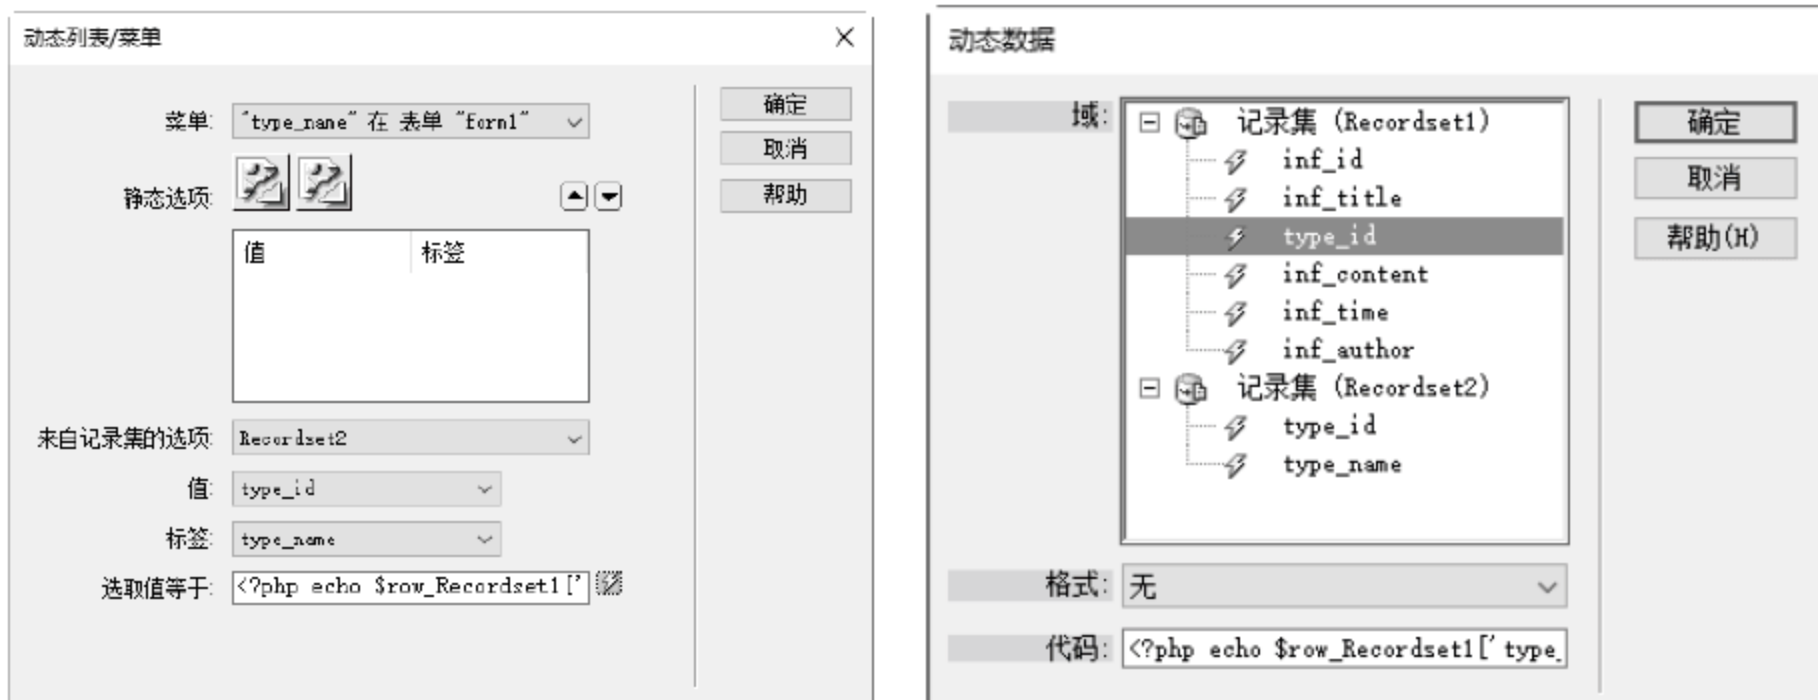 动态列表/菜单
菜单: "type_name" 在 表单 "form1"
静态选项:
值 标签
来自记录集的选项: Recordset2
值: type_id
标签: type_name
选取值等于: <?php echo $row_Recordset1['
确定
取消
帮助
动态数据
域:
记录集 (Recordset1)
inf_id
inf_title
type_id
inf_content
inf_time
inf_author
记录集 (Recordset2)
type_id
type_name
格式: 无
代码: <?php echo $row_Recordset1['type_
确定
取消
帮助(H)